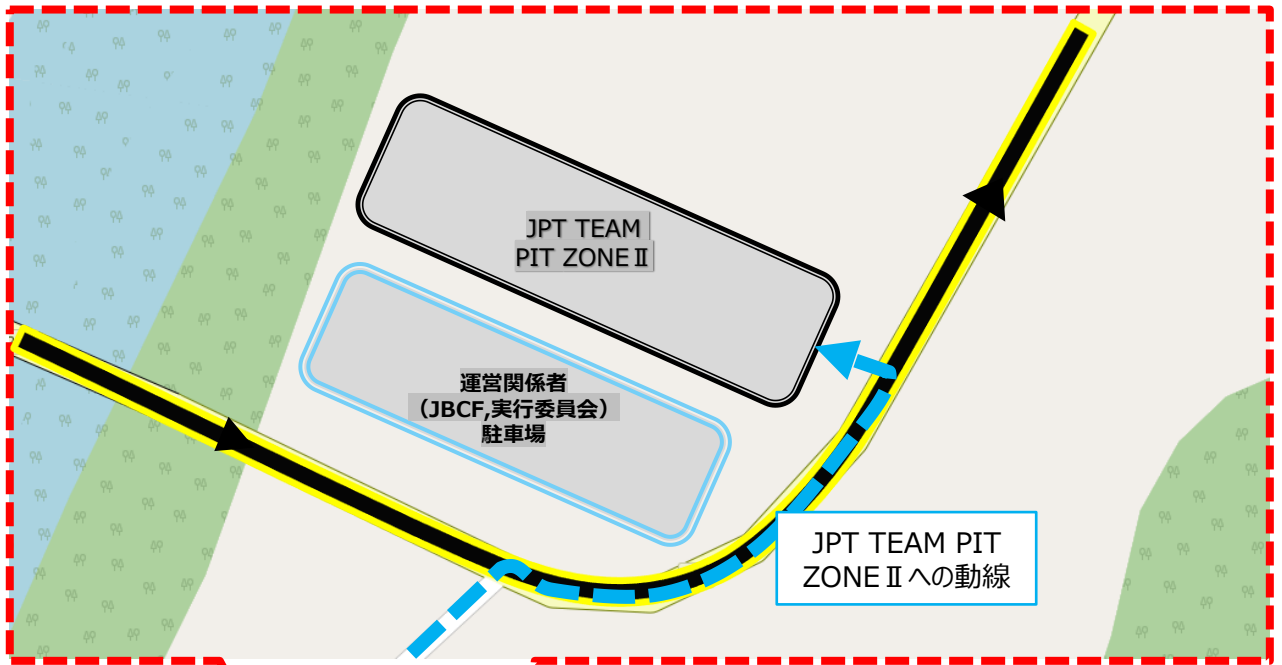 JPT TEAM
PIT ZONEⅡ
運営関係者
（JBCF,実行委員会）
駐車場
JPT TEAM PIT
ZONEⅡへの動線